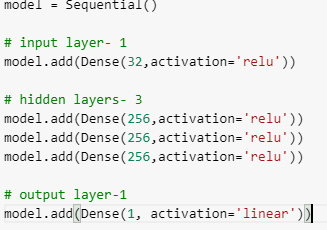 model = Sequential()
# input layer- 1
model.add(Dense(32,activation='relu'))
# hidden layers- 3
model.add(Dense(256,activation='relu'))
model.add(Dense(256,activation='relu'))
model.add(Dense(256,activation='relu'))
# output layer-1
model.add(Dense(1, activation='linear'))